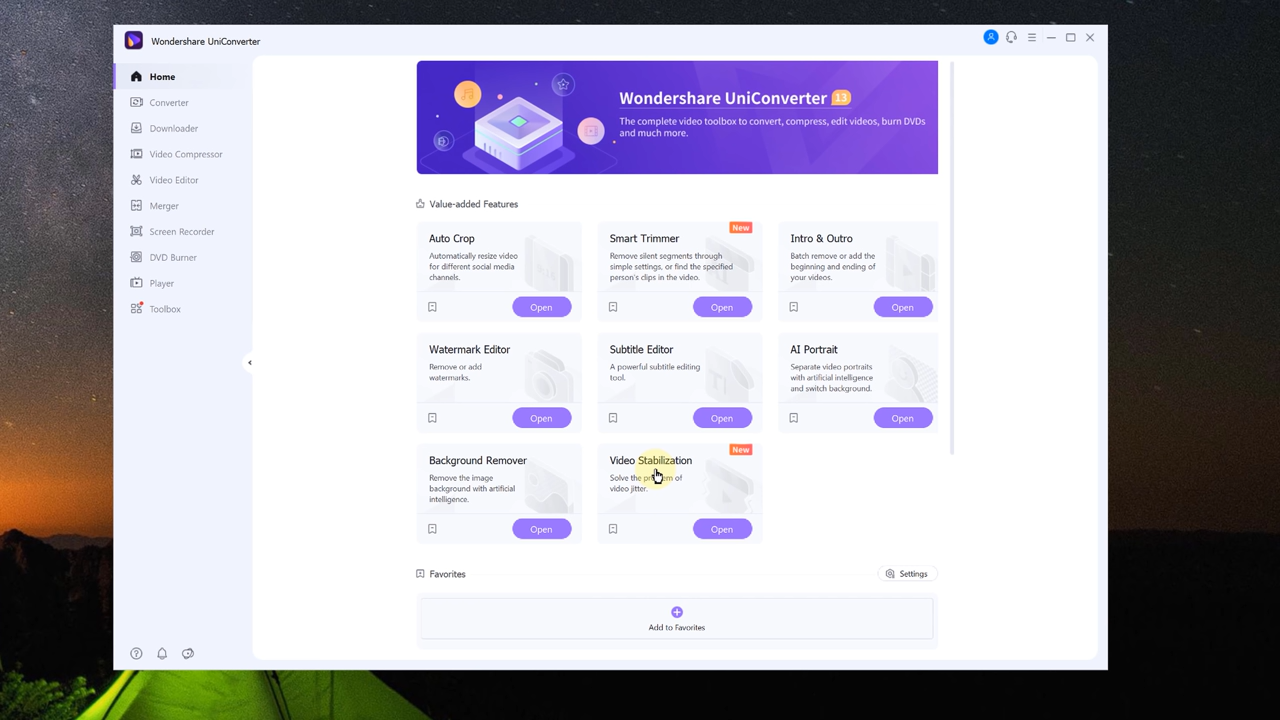 Wondershare UniConverter
Home
Converter
Downloader
Video Compressor
Video Editor
Merger
Screen Recorder
DVD Burner
Player
Toolbox
Wondershare UniConverter 13
The complete video toolbox to convert, compress, edit videos, burn DVDs
and much more.
Value-added Features
Auto Crop
Automatically resize video
for different social media
channels.
Open
New
Smart Trimmer
Remove silent segments through
simple settings, or find the specified
person's clips in the video.
Open
Intro & Outro
Batch remove or add the
beginning and ending of
your videos.
Open
Watermark Editor
Remove or add
watermarks.
Open
Subtitle Editor
A powerful subtitle editing
tool.
Open
AI Portrait
Separate video portraits
with artificial intelligence
and switch background.
Open
Background Remover
Remove the image
background with artificial
intelligence.
Open
New
Video Stabilization
Solve the problem of
video jitter.
Open
Favorites
Settings
Add to Favorites